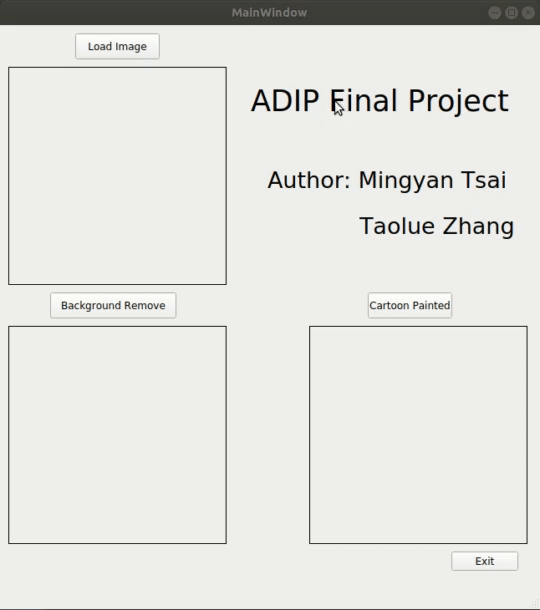 MainWindow
Load Image
ADIP Final Project
Author: Mingyan Tsai
Taolue Zhang
Background Remove
Cartoon Painted
Exit